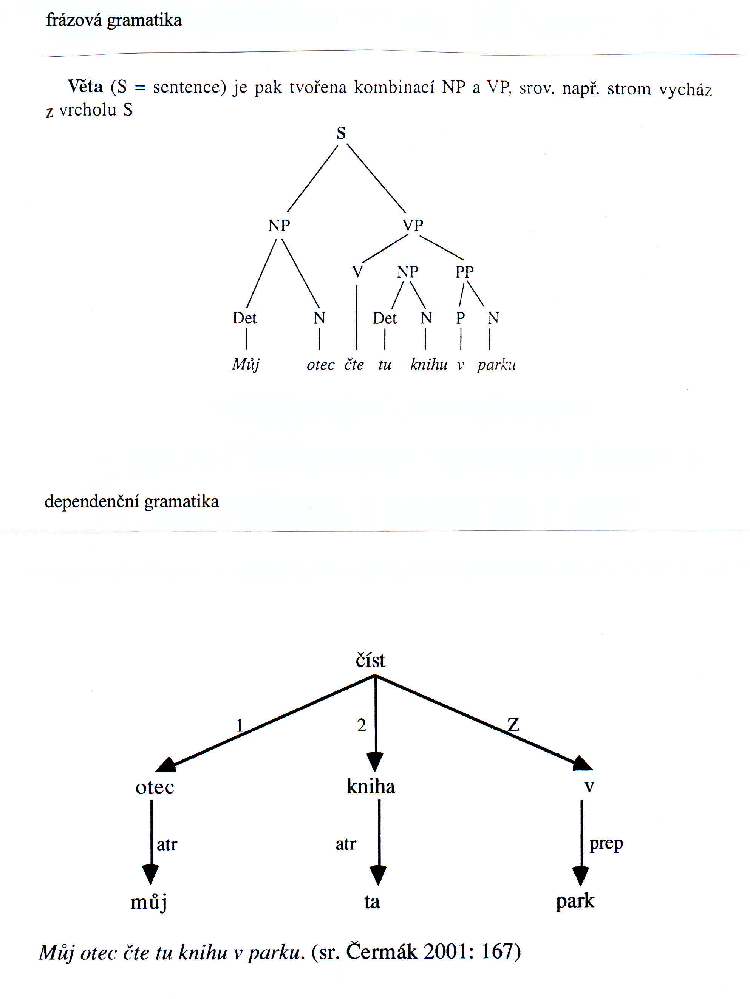 frázová gramatika
Věta (S = sentence) je pak tvořena kombinací NP a VP, srov. např. strom vycház
z vrcholu S
S
NP VP
V NP PP
Det N Det N P N
Můj otec čte tu knihu v parku
dependenční gramatika
číst
1 2 Z
otec kniha v
atr atr prep
můj ta park
Můj otec čte tu knihu v parku. (sr. Čermák 2001: 167)